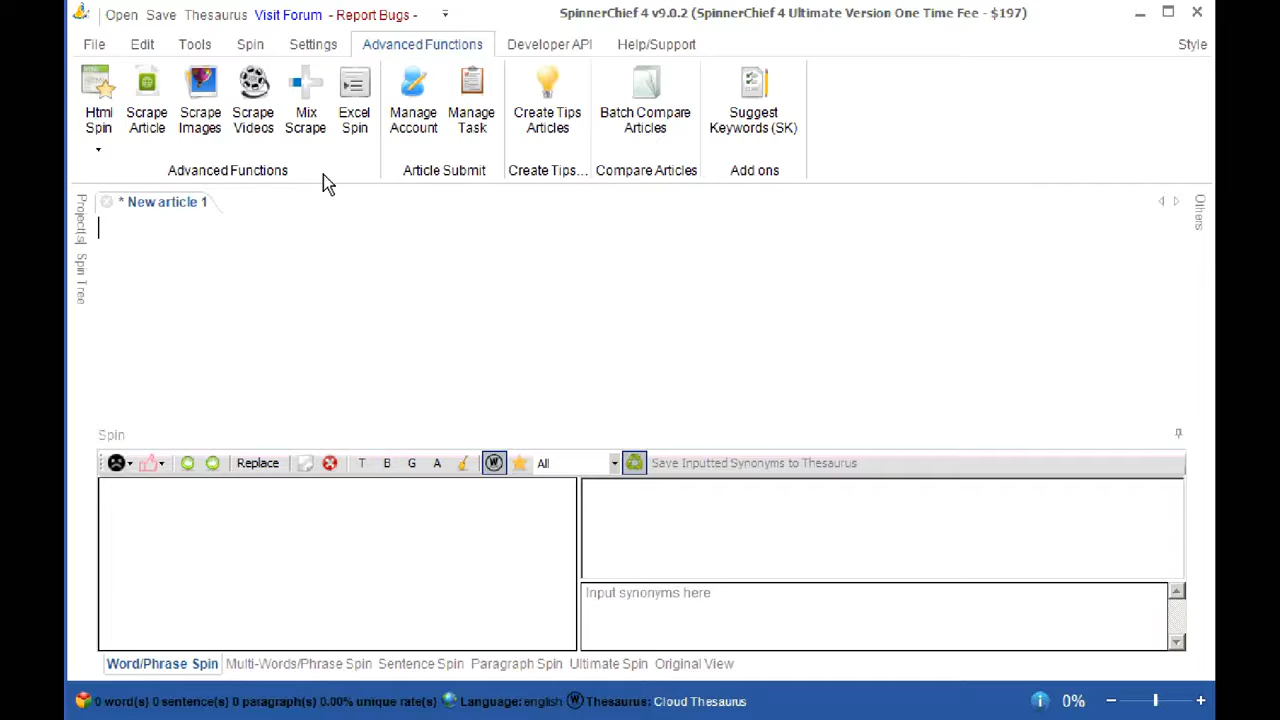 Open Save Thesaurus Visit Forum - Report Bugs - SpinnerChief 4 v9.0.2 (SpinnerChief 4 Ultimate Version One Time Fee - $197)
File Edit Tools Spin Settings Advanced Functions Developer API Help/Support Style
Html Spin Scrape Article Scrape Images Scrape Videos Mix Scrape Excel Spin Manage Account Manage Task Create Tips Articles Batch Compare Articles Suggest Keywords (SK)
Advanced Functions Article Submit Create Tips... Compare Articles Add ons
Project(s)
Spin Tree
* New article 1
Others
Spin
Replace T B G A W All Save Inputted Synonyms to Thesaurus
Input synonyms here
Word/Phrase Spin Multi-Words/Phrase Spin Sentence Spin Paragraph Spin Ultimate Spin Original View
0 word(s) 0 sentence(s) 0 paragraph(s) 0.00% unique rate(s) Language: english W Thesaurus: Cloud Thesaurus 0%